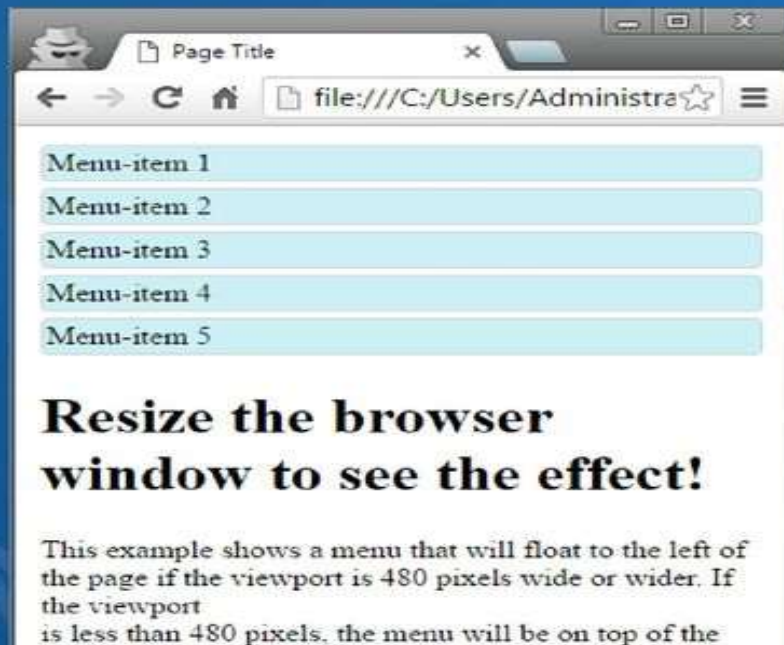 Page Title
file:///C:/Users/Administra
Menu-item 1
Menu-item 2
Menu-item 3
Menu-item 4
Menu-item 5
Resize the browser
window to see the effect!
This example shows a menu that will float to the left of
the page if the viewport is 480 pixels wide or wider. If
the viewport
is less than 480 pixels, the menu will be on top of the